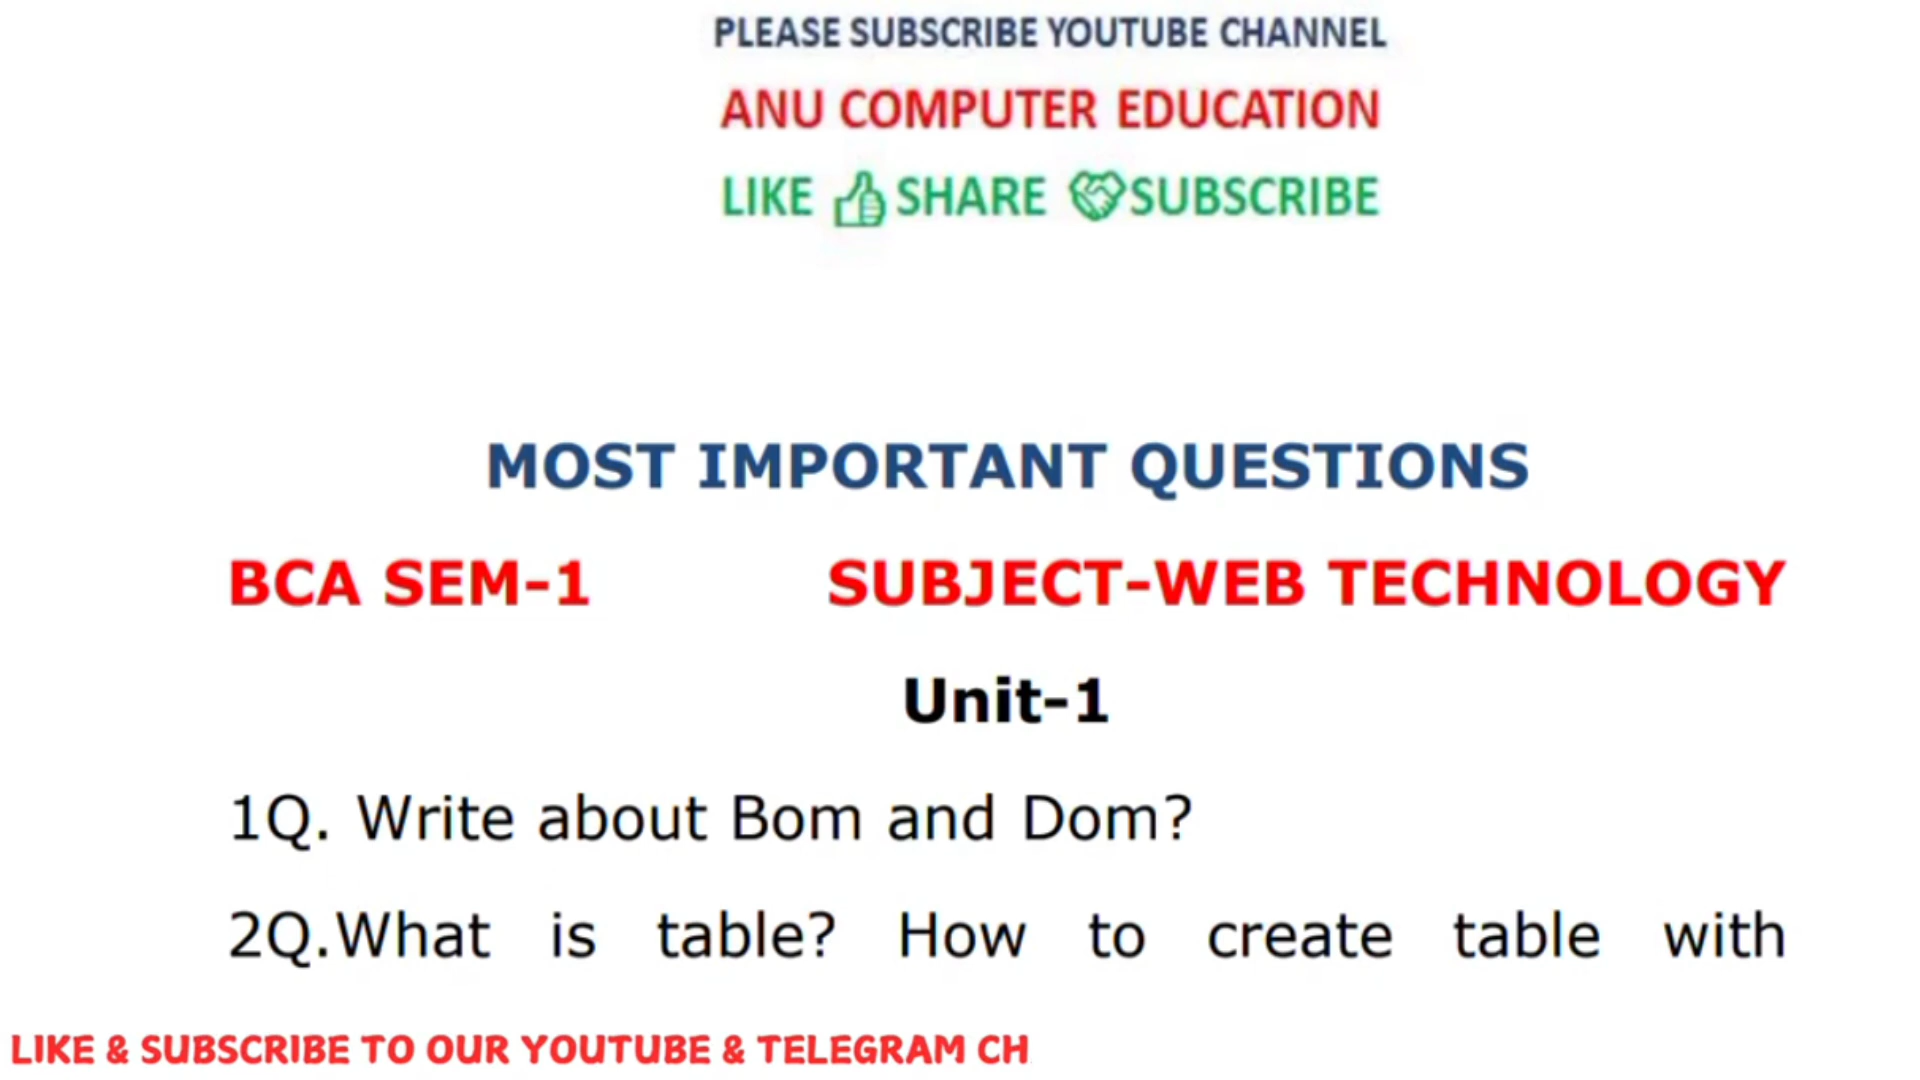 PLEASE SUBSCRIBE YOUTUBE CHANNEL
ANU COMPUTER EDUCATION
LIKE SHARE SUBSCRIBE
MOST IMPORTANT QUESTIONS
BCA SEM-1 SUBJECT-WEB TECHNOLOGY
Unit-1
1Q. Write about Bom and Dom?
2Q.What is table? How to create table with
LIKE & SUBSCRIBE TO OUR YOUTUBE & TELEGRAM CH